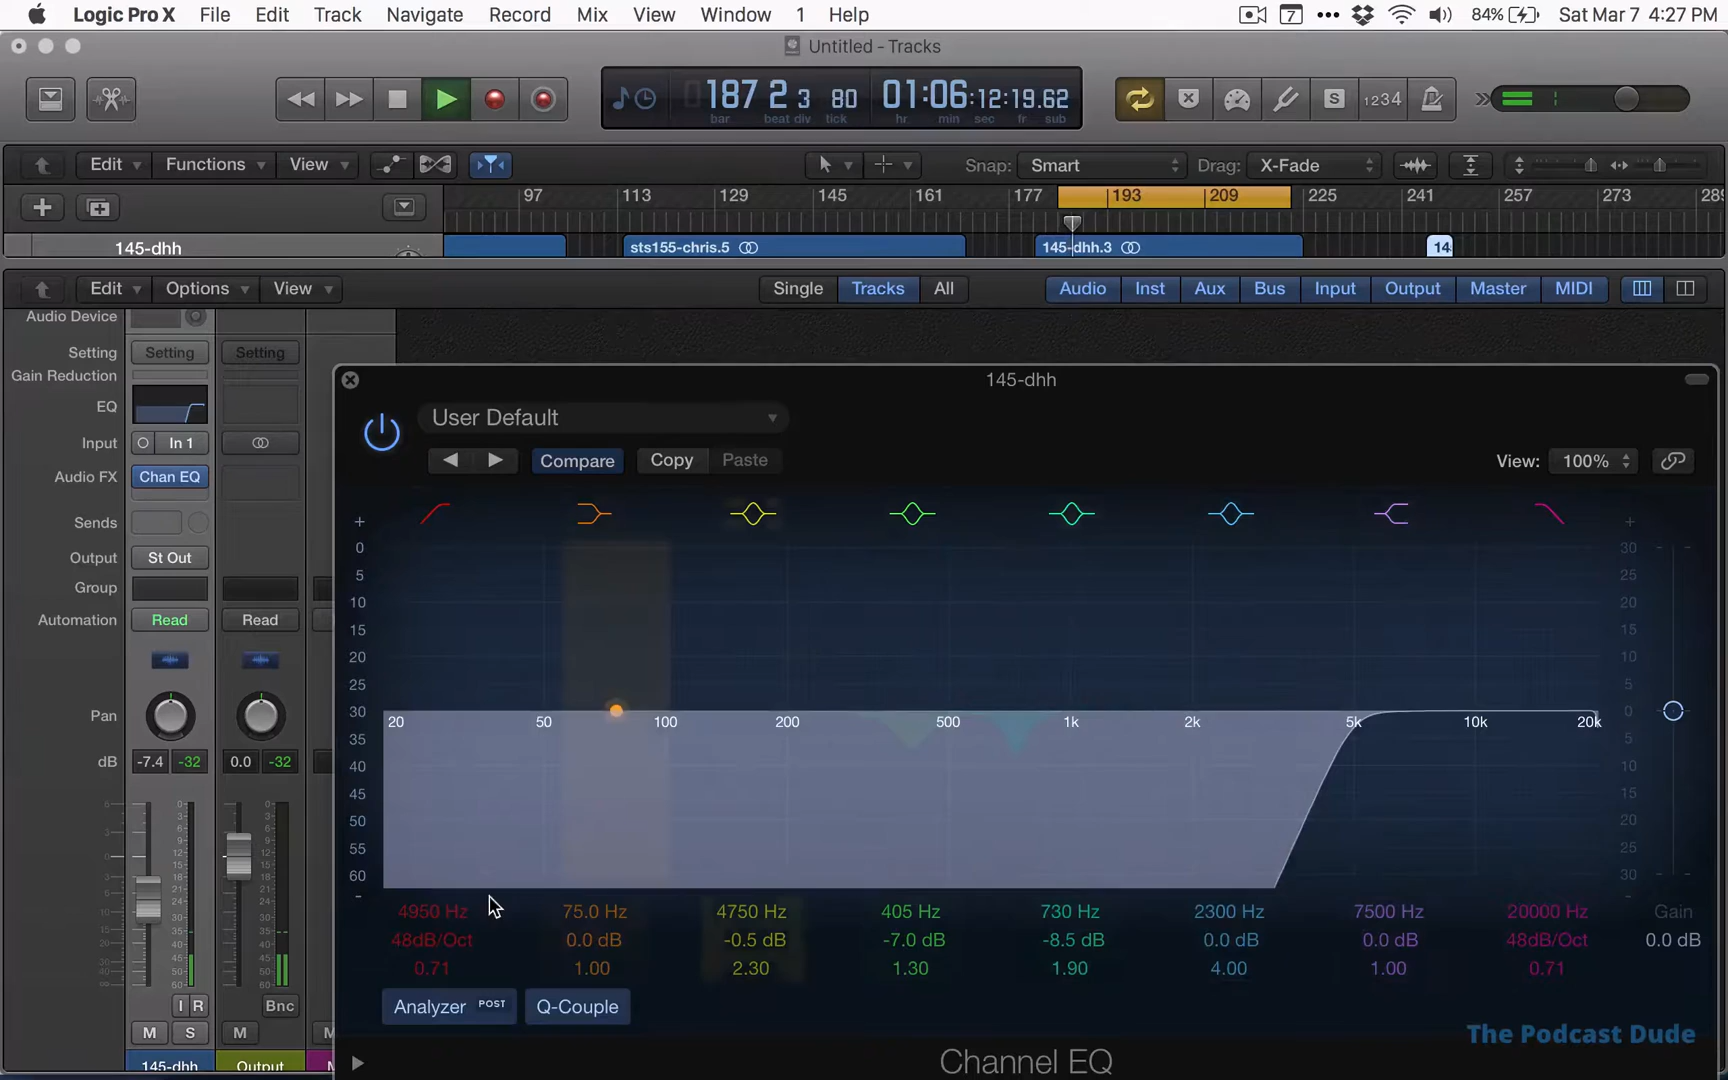 Logic Pro X File Edit Track Navigate Record Mix View Window 1 Help 7 84% Sat Mar 7 4:27 PM
Untitled - Tracks
187 2 3 80 01:06:12:19.62
bar beat div tick hr min sec fr sub
S 1234
Edit Functions View Snap: Smart Drag: X-Fade
97 113 129 145 161 177 193 209 225 241 257 273 289
145-dhh sts155-chris.5 145-dhh.3 14
Edit Options View Single Tracks All Audio Inst Aux Bus Input Output Master MIDI
Audio Device
Setting Setting Setting
Gain Reduction
EQ
Input In 1
Audio FX Chan EQ
Sends
Output St Out
Group
Automation Read Read
Pan
dB -7.4 -32 0.0 -32
I R Bnc
M S M M
145-dhh Output
145-dhh
User Default
Compare Copy Paste View: 100%
+ +
0 30
5 25
10 20
15 15
20 10
25 5
30 20 50 100 200 500 1k 2k 5k 10k 20k 0
35 5
40 10
45 15
50 20
55 25
60 30
- -
4950 Hz 75.0 Hz 4750 Hz 405 Hz 730 Hz 2300 Hz 7500 Hz 20000 Hz Gain
48dB/Oct 0.0 dB -0.5 dB -7.0 dB -8.5 dB 0.0 dB 0.0 dB 48dB/Oct 0.0 dB
0.71 1.00 2.30 1.30 1.90 4.00 1.00 0.71
Analyzer POST Q-Couple
The Podcast Dude
Channel EQ